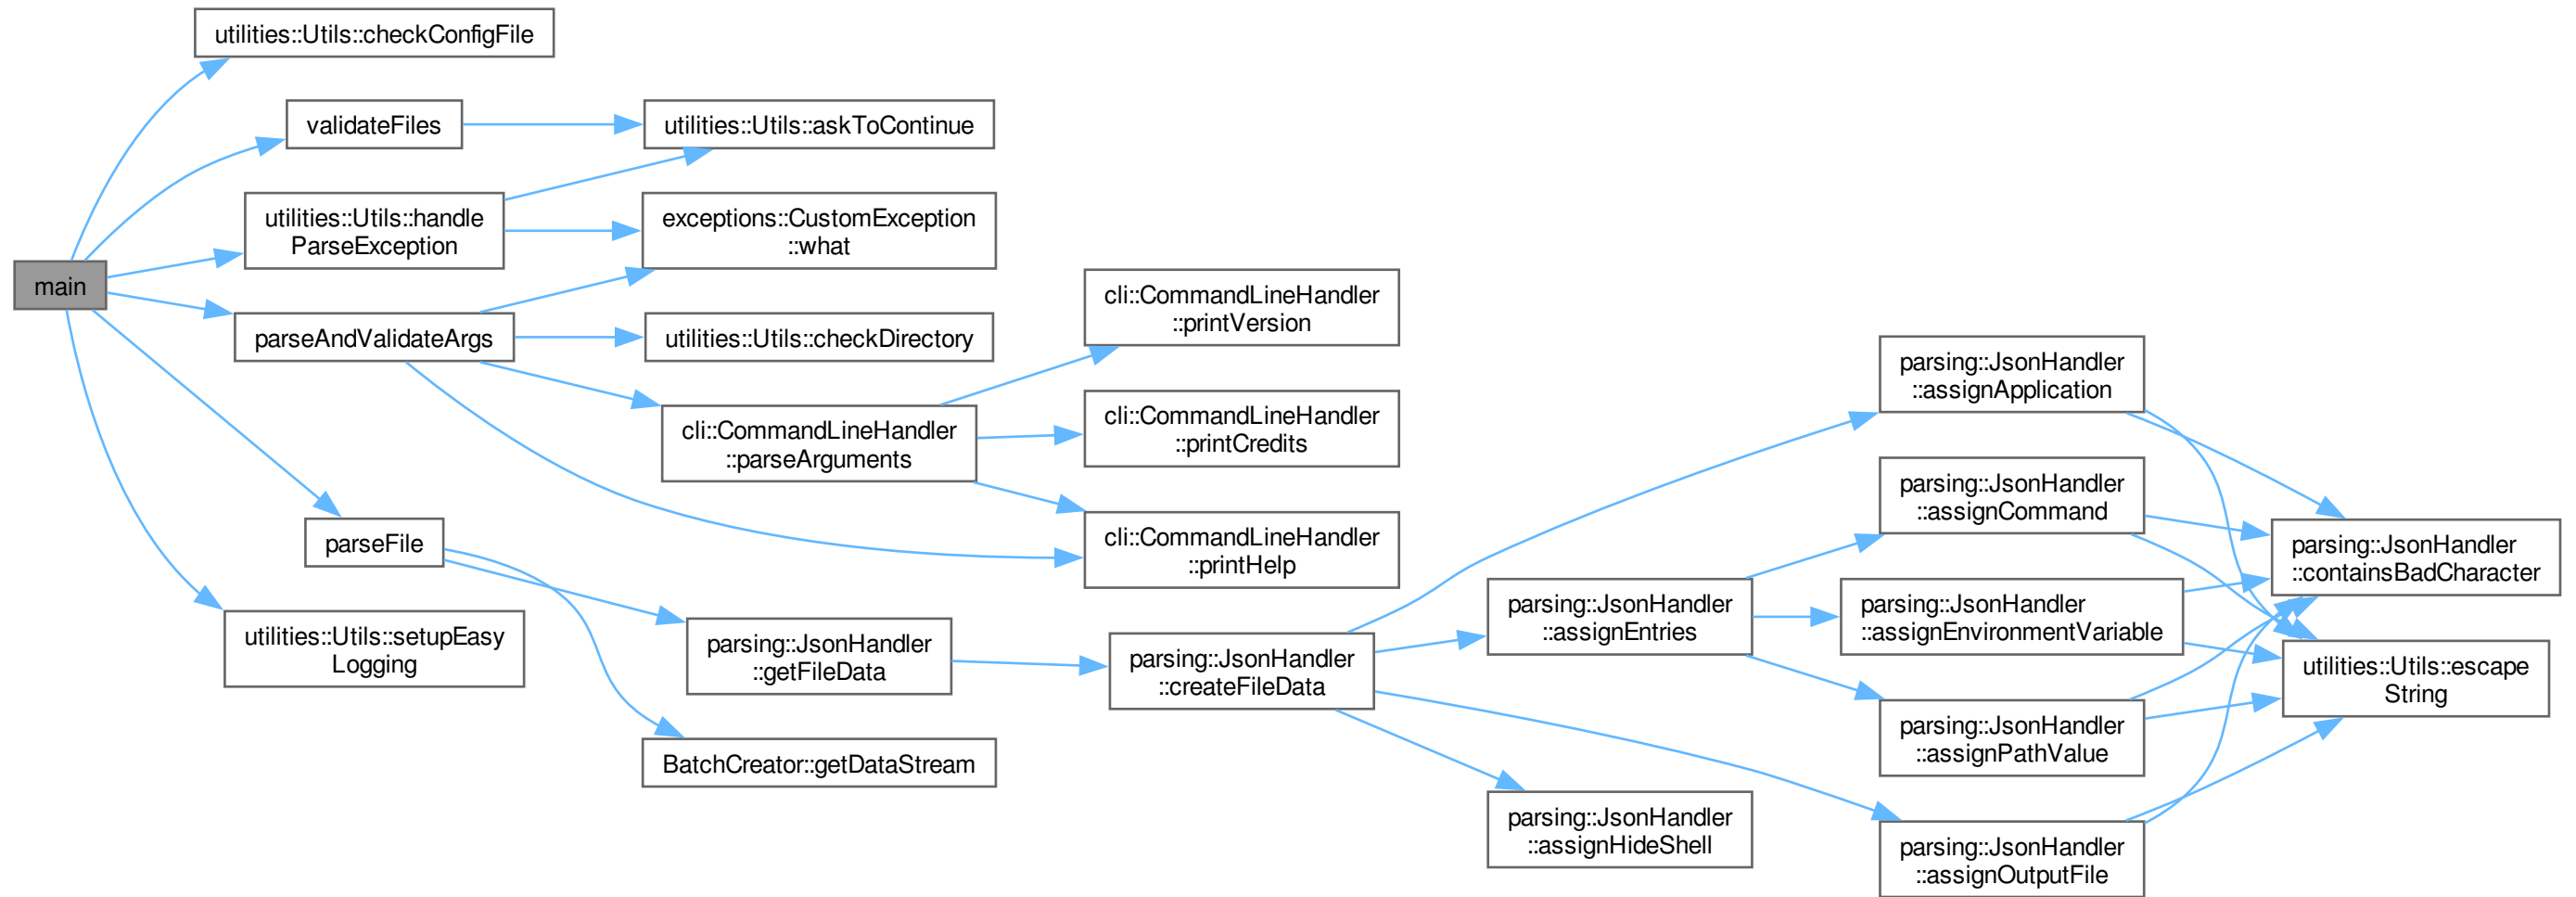 main
utilities::Utils::checkConfigFile
validateFiles
utilities::Utils::handle
ParseException
parseAndValidateArgs
parseFile
utilities::Utils::setupEasy
Logging
utilities::Utils::askToContinue
exceptions::CustomException
::what
utilities::Utils::checkDirectory
cli::CommandLineHandler
::parseArguments
parsing::JsonHandler
::getFileData
BatchCreator::getDataStream
cli::CommandLineHandler
::printVersion
cli::CommandLineHandler
::printCredits
cli::CommandLineHandler
::printHelp
parsing::JsonHandler
::createFileData
parsing::JsonHandler
::assignEntries
parsing::JsonHandler
::assignHideShell
parsing::JsonHandler
::assignApplication
parsing::JsonHandler
::assignCommand
parsing::JsonHandler
::assignEnvironmentVariable
parsing::JsonHandler
::assignPathValue
parsing::JsonHandler
::assignOutputFile
parsing::JsonHandler
::containsBadCharacter
utilities::Utils::escape
String